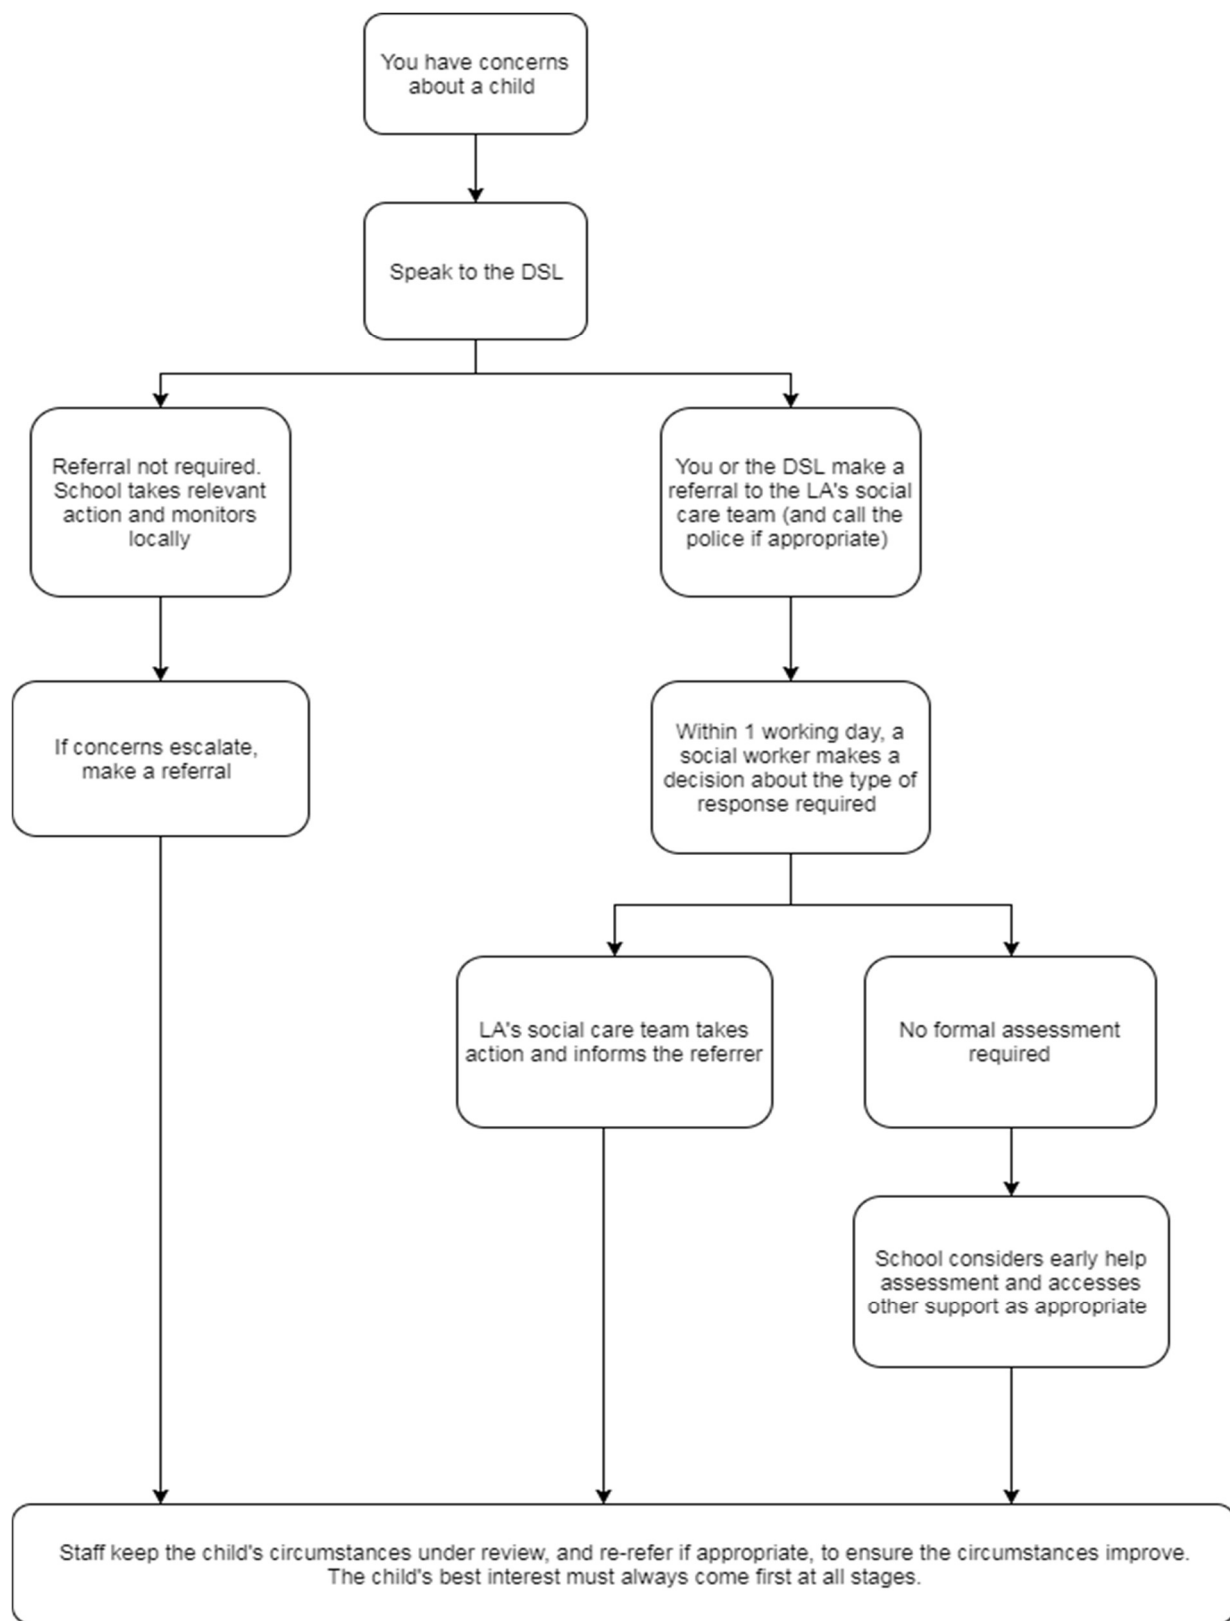 You have concerns
about a child
Speak to the DSL
Referral not required.
School takes relevant
action and monitors
locally
You or the DSL make a
referral to the LA's social
care team (and call the
police if appropriate)
If concerns escalate,
make a referral
Within 1 working day, a
social worker makes a
decision about the type of
response required
LA's social care team takes
action and informs the referrer
No formal assessment
required
School considers early help
assessment and accesses
other support as appropriate
Staff keep the child's circumstances under review, and re-refer if appropriate, to ensure the circumstances improve.
The child's best interest must always come first at all stages.